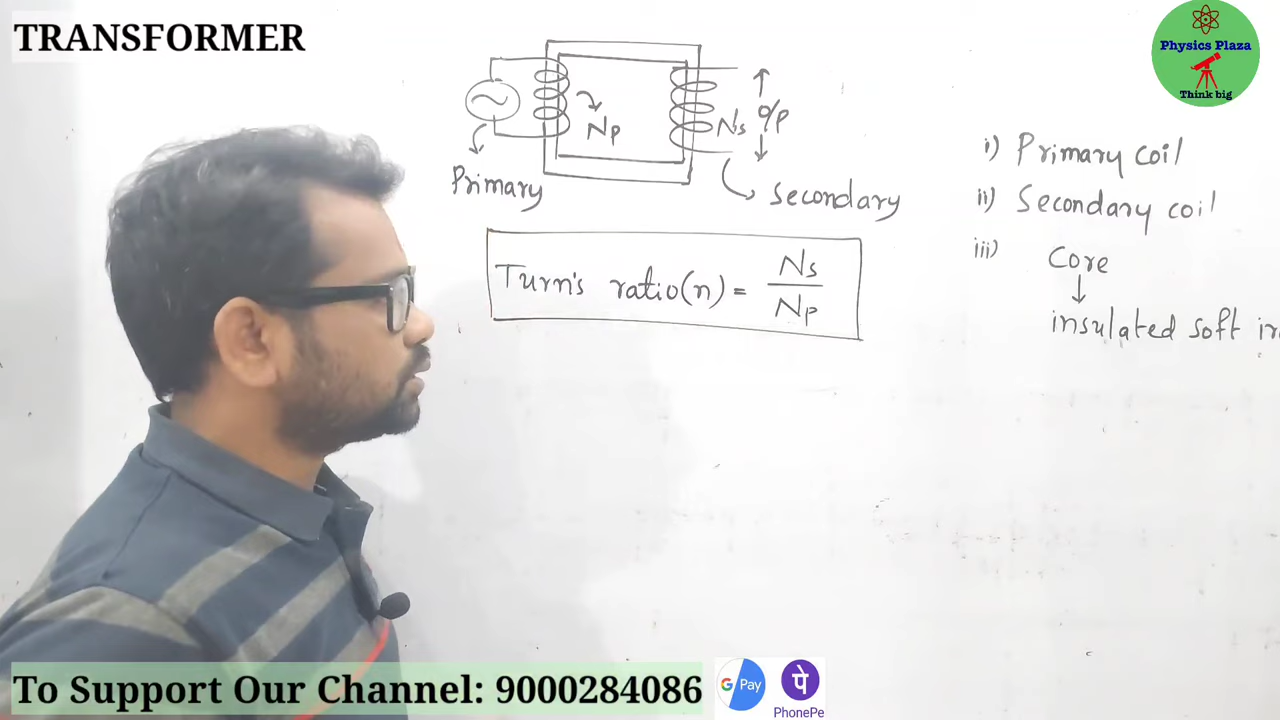 TRANSFORMER
Physics Plaza
Think big
Np
Ns
O/P
Primary
Secondary
i) Primary coil
ii) Secondary coil
iii) Core
insulated soft
Turn's ratio(n) = Ns/Np
To Support Our Channel: 9000284086
G Pay
पे
PhonePe